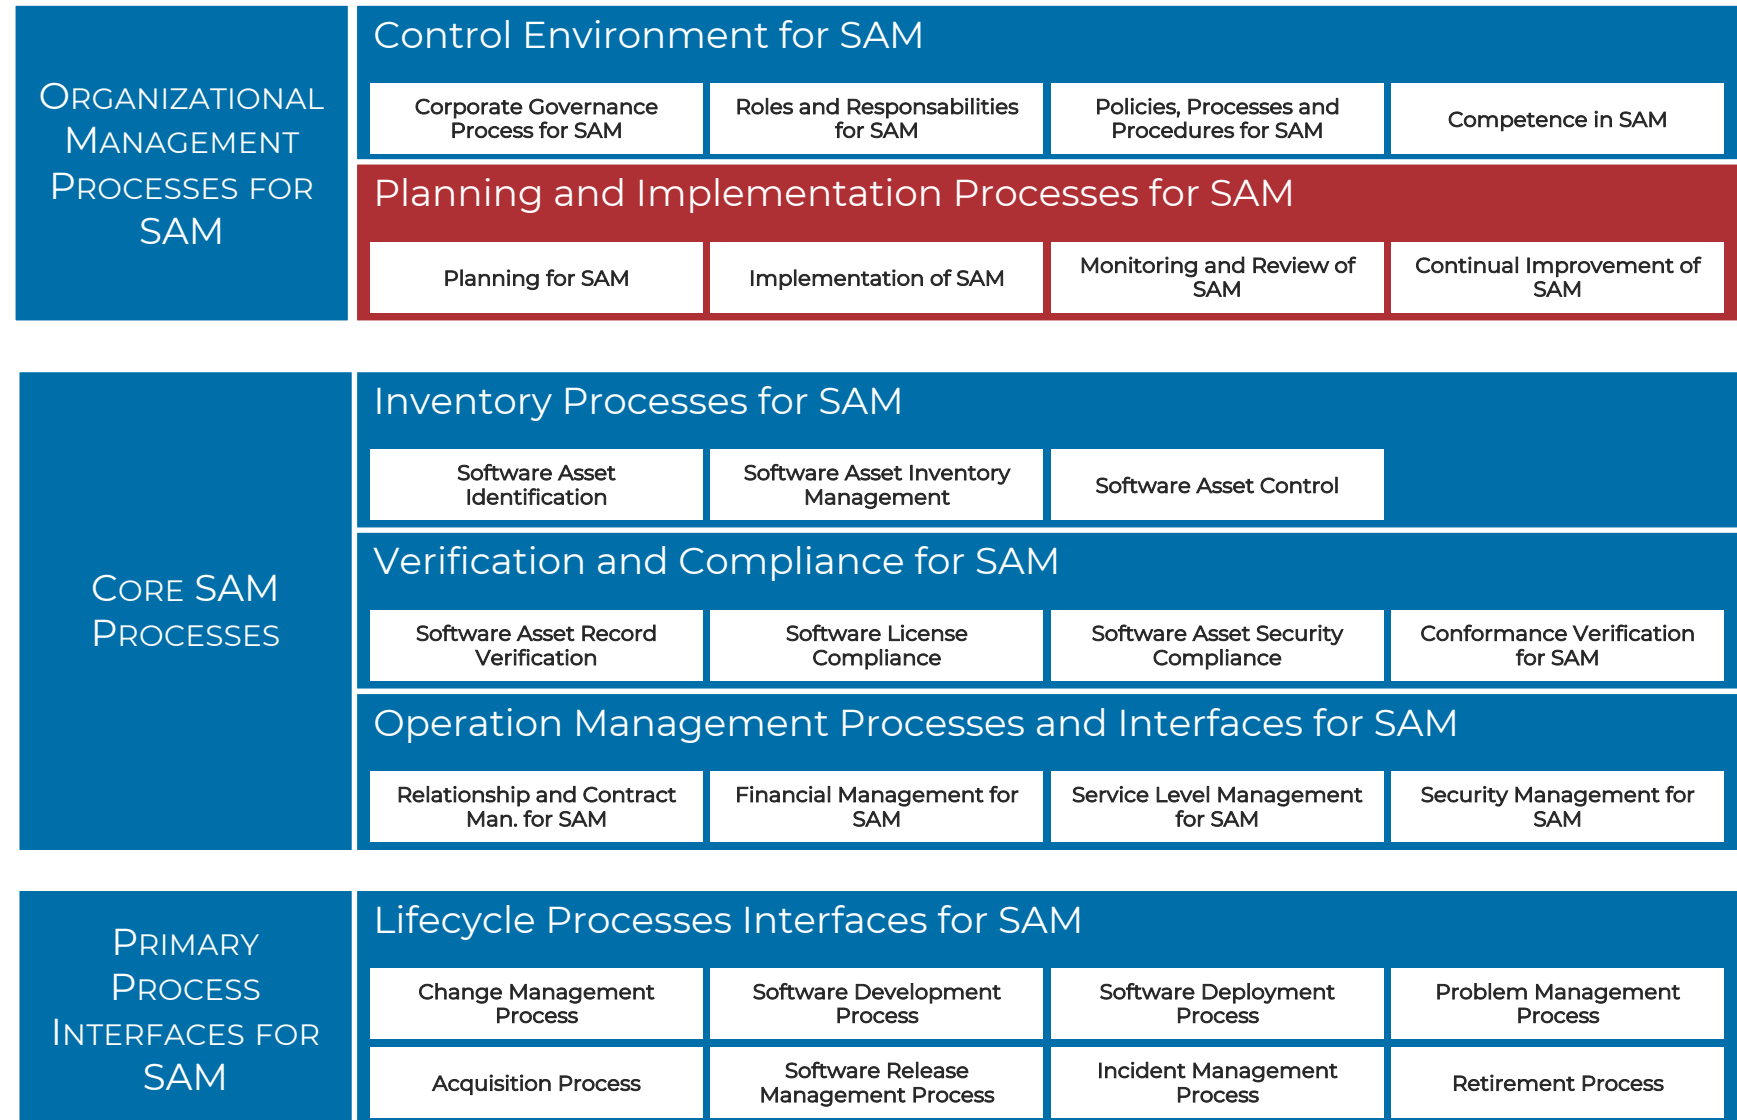 ORGANIZATIONAL
MANAGEMENT
PROCESSES FOR
SAM
Control Environment for SAM
Corporate Governance
Process for SAM
Roles and Responsabilities
for SAM
Policies, Processes and
Procedures for SAM
Competence in SAM
Planning and Implementation Processes for SAM
Planning for SAM
Implementation of SAM
Monitoring and Review of
SAM
Continual Improvement of
SAM
CORE SAM
PROCESSES
Inventory Processes for SAM
Software Asset
Identification
Software Asset Inventory
Management
Software Asset Control
Verification and Compliance for SAM
Software Asset Record
Verification
Software License
Compliance
Software Asset Security
Compliance
Conformance Verification
for SAM
Operation Management Processes and Interfaces for SAM
Relationship and Contract
Man. for SAM
Financial Management for
SAM
Service Level Management
for SAM
Security Management for
SAM
PRIMARY
PROCESS
INTERFACES FOR
SAM
Lifecycle Processes Interfaces for SAM
Change Management
Process
Software Development
Process
Software Deployment
Process
Problem Management
Process
Acquisition Process
Software Release
Management Process
Incident Management
Process
Retirement Process